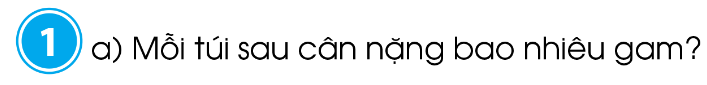 1 a) Mỗi túi sau cân nặng bao nhiêu gam?